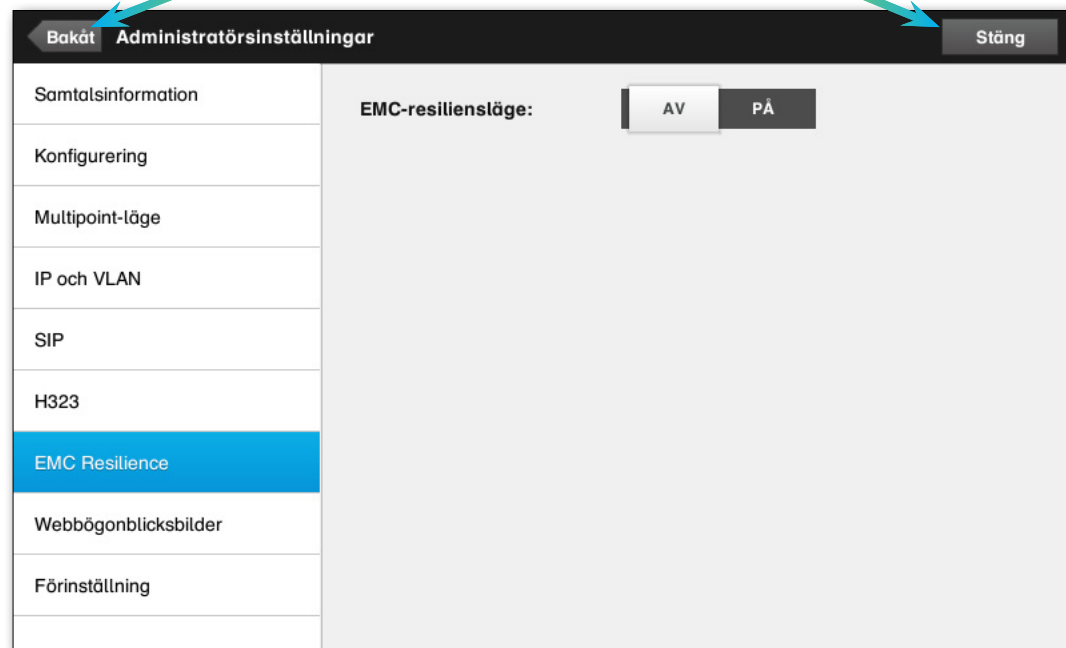 Bakåt Administratörsinställningar Stäng
Samtalsinformation
EMC-resiliensläge: AV PÅ
Konfigurering
Multipoint-läge
IP och VLAN
SIP
H323
EMC Resilience
Webbögonblicksbilder
Förinställning